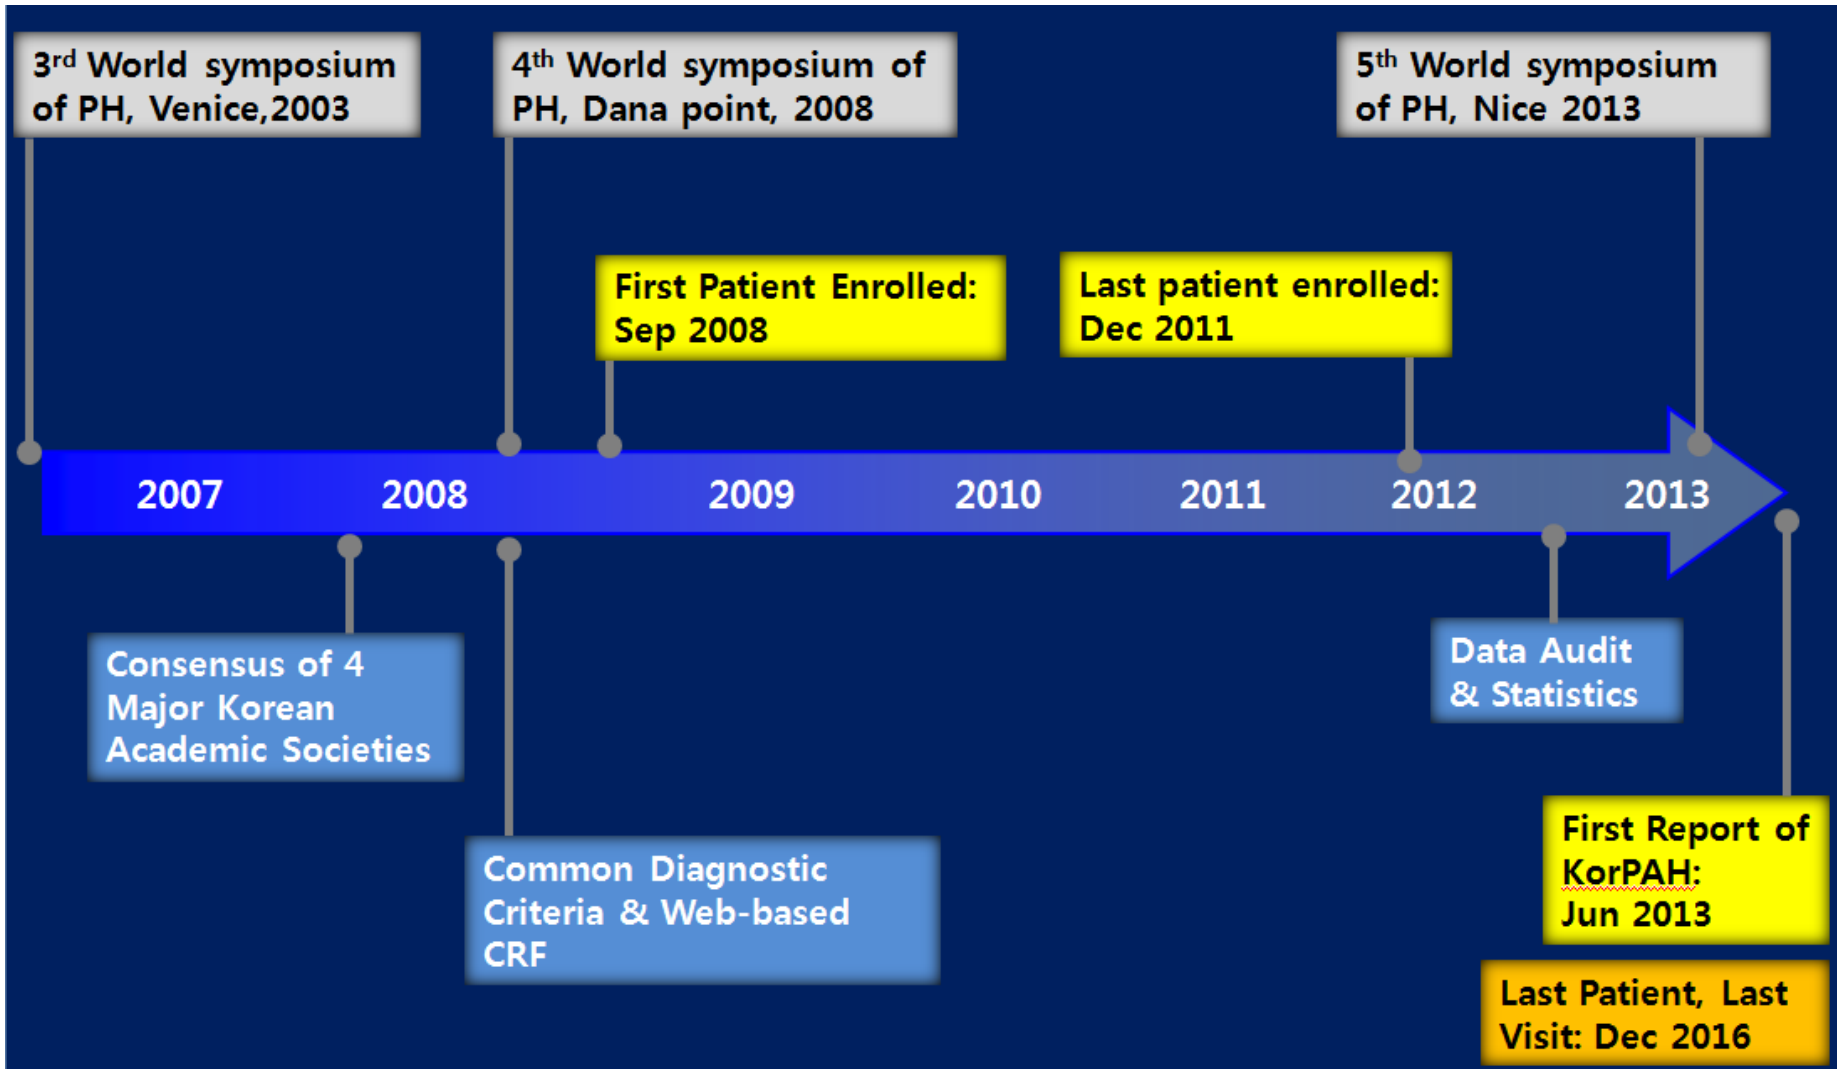 3rd World symposium
of PH, Venice,2003
4th World symposium of
PH, Dana point, 2008
5th World symposium
of PH, Nice 2013
First Patient Enrolled:
Sep 2008
Last patient enrolled:
Dec 2011
2007 2008 2009 2010 2011 2012 2013
Consensus of 4
Major Korean
Academic Societies
Data Audit
& Statistics
Common Diagnostic
Criteria & Web-based
CRF
First Report of
KorPAH:
Jun 2013
Last Patient, Last
Visit: Dec 2016